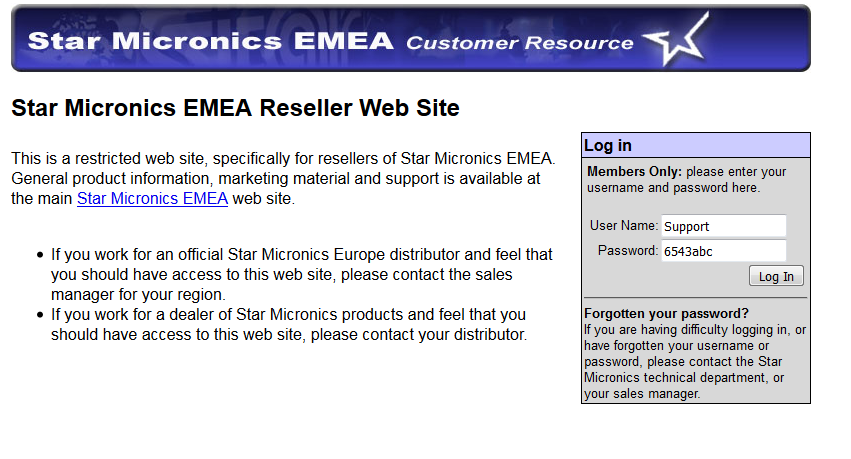 Star Micronics EMEA Customer Resource
Star Micronics EMEA Reseller Web Site
This is a restricted web site, specifically for resellers of Star Micronics EMEA.
General product information, marketing material and support is available at
the main Star Micronics EMEA web site.
• If you work for an official Star Micronics Europe distributor and feel that
you should have access to this web site, please contact the sales
manager for your region.
• If you work for a dealer of Star Micronics products and feel that you
should have access to this web site, please contact your distributor.
Log in
Members Only: please enter your
username and password here.
User Name: Support
Password: 6543abc
Log In
Forgotten your password?
If you are having difficulty logging in, or
have forgotten your username or
password, please contact the Star
Micronics technical department, or
your sales manager.